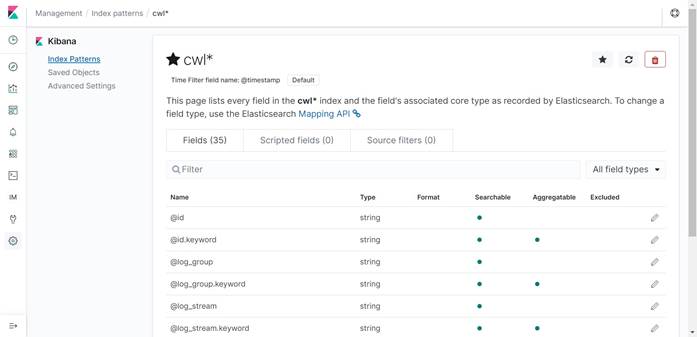 Management / Index patterns / cwl*
Kibana
Index Patterns
Saved Objects
Advanced Settings
IM
cwl*
Time Filter field name: @timestamp Default
This page lists every field in the cwl* index and the field's associated core type as recorded by Elasticsearch. To change a
field type, use the Elasticsearch Mapping API
Fields (35) Scripted fields (0) Source filters (0)
Filter All field types
Name Type Format Searchable Aggregatable Excluded
@id string
@id.keyword string
@log_group string
@log_group.keyword string
@log_stream string
@log_stream.keyword string